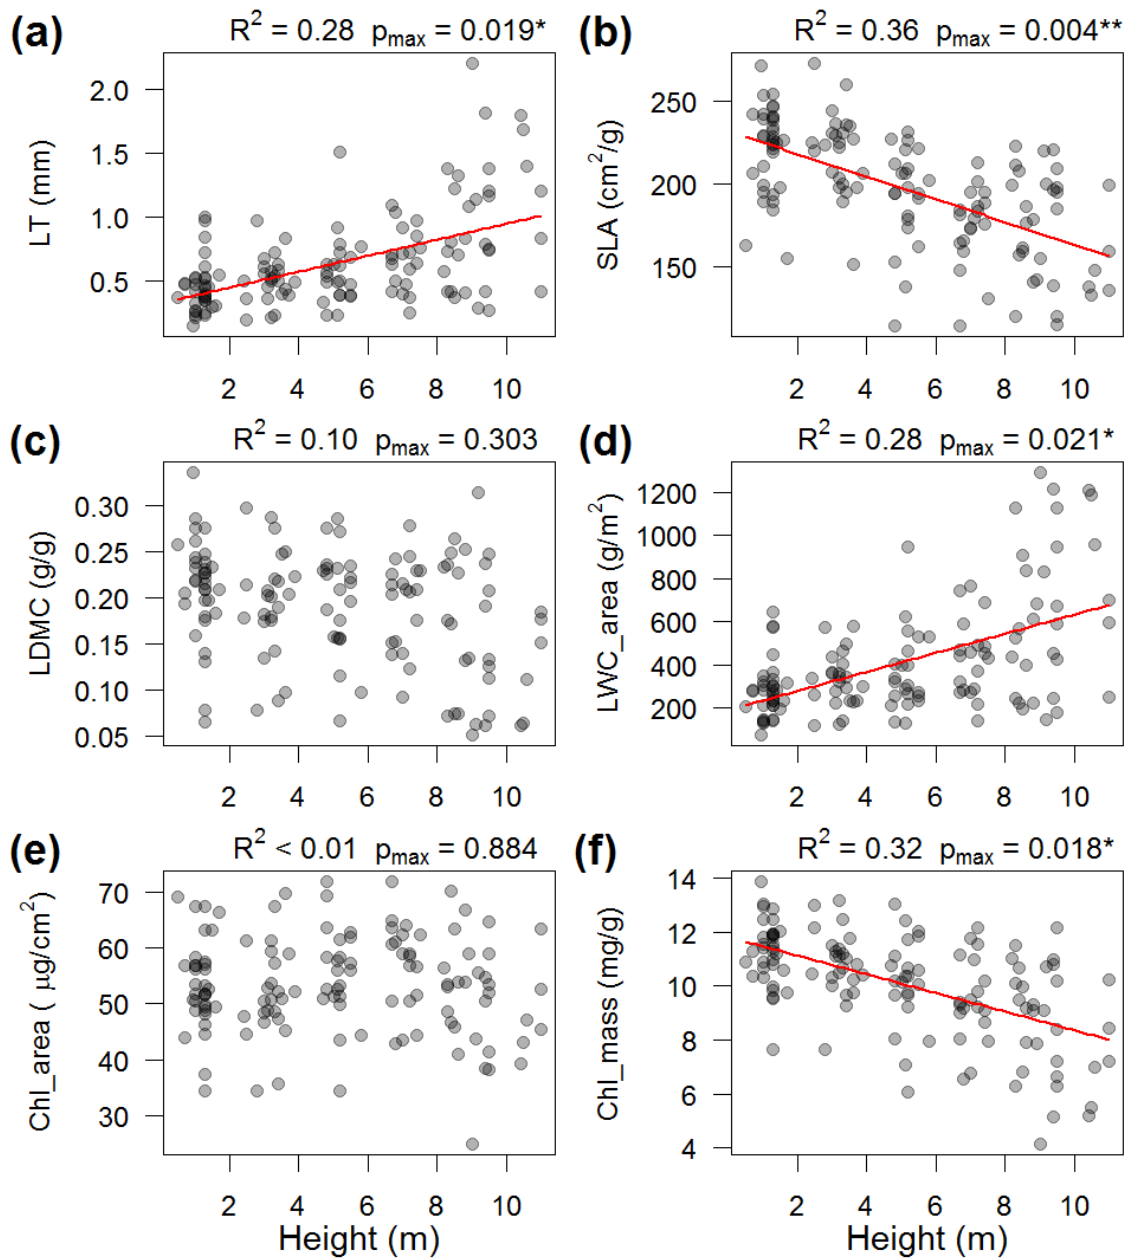 (a) R² = 0.28 pmax = 0.019*
LT (mm)
2.0
1.5
1.0
0.5
2 4 6 8 10
(b) R² = 0.36 pmax = 0.004**
SLA (cm²/g)
250
200
150
2 4 6 8 10
(c) R² = 0.10 pmax = 0.303
LDMC (g/g)
0.30
0.25
0.20
0.15
0.10
0.05
2 4 6 8 10
(d) R² = 0.28 pmax = 0.021*
LWC_area (g/m²)
1200
1000
800
600
400
200
2 4 6 8 10
(e) R² < 0.01 pmax = 0.884
Chl_area ( µg/cm²)
70
60
50
40
30
2 4 6 8 10
Height (m)
(f) R² = 0.32 pmax = 0.018*
Chl_mass (mg/g)
14
12
10
8
6
4
2 4 6 8 10
Height (m)